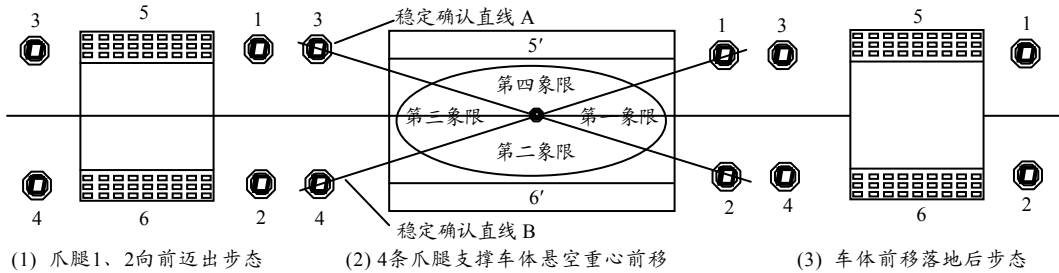 3
5
1
3
稳定确认直线 A
5′
第四象限
第三象限
第一象限
第二象限
6′
1
3
5
1
4
6
2
4
稳定确认直线 B
2
4
6
2
(1) 爪腿1、2向前迈出步态
(2) 4条爪腿支撑车体悬空重心前移
(3) 车体前移落地后步态